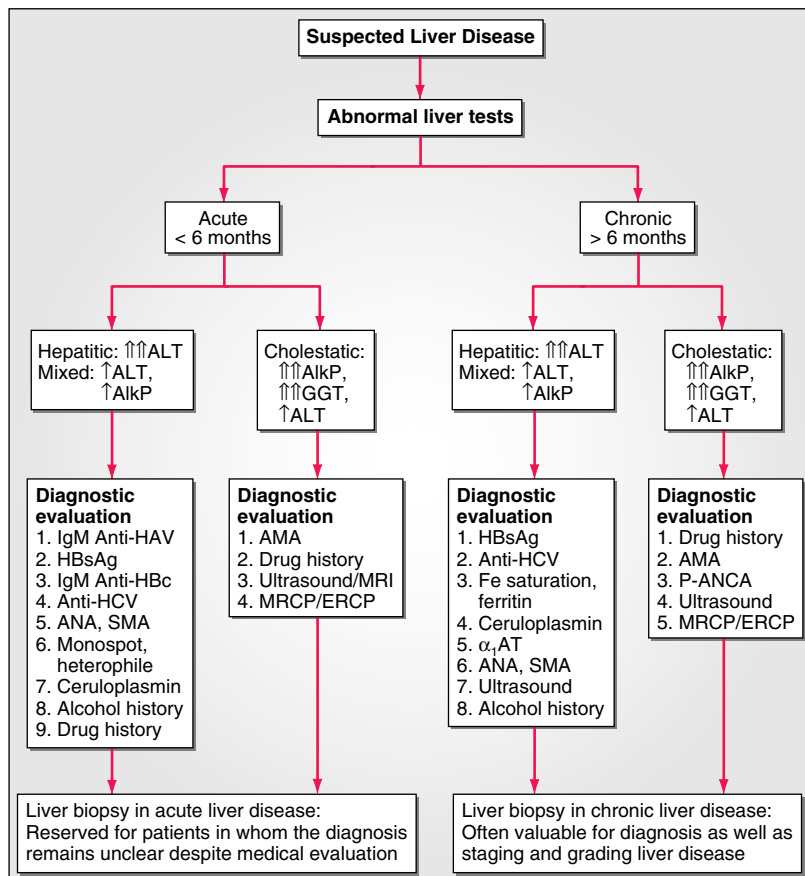 Suspected Liver Disease
Abnormal liver tests
Acute
< 6 months
Chronic
> 6 months
Hepatitic: ⇑⇑ALT
Mixed: ↑ALT,
↑AlkP
Cholestatic:
⇑⇑AlkP,
⇑⇑GGT,
↑ALT
Hepatitic: ⇑⇑ALT
Mixed: ↑ALT,
↑AlkP
Cholestatic:
⇑⇑AlkP,
⇑⇑GGT,
↑ALT
Diagnostic
evaluation
1. IgM Anti-HAV
2. HBsAg
3. IgM Anti-HBc
4. Anti-HCV
5. ANA, SMA
6. Monospot,
heterophile
7. Ceruloplasmin
8. Alcohol history
9. Drug history
Diagnostic
evaluation
1. AMA
2. Drug history
3. Ultrasound/MRI
4. MRCP/ERCP
Diagnostic
evaluation
1. HBsAg
2. Anti-HCV
3. Fe saturation,
ferritin
4. Ceruloplasmin
5. α₁AT
6. ANA, SMA
7. Ultrasound
8. Alcohol history
Diagnostic
evaluation
1. Drug history
2. AMA
3. P-ANCA
4. Ultrasound
5. MRCP/ERCP
Liver biopsy in acute liver disease:
Reserved for patients in whom the diagnosis
remains unclear despite medical evaluation
Liver biopsy in chronic liver disease:
Often valuable for diagnosis as well as
staging and grading liver disease